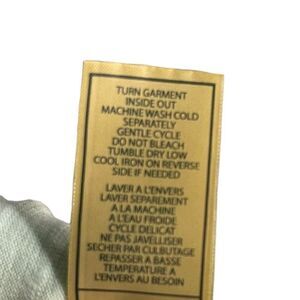 TURN GARMENT
INSIDE OUT
MACHINE WASH COLD
SEPARATELY
GENTLE CYCLE
DO NOT BLEACH
TUMBLE DRY LOW
COOL IRON ON REVERSE
SIDE IF NEEDED
LAVER A L'ENVERS
LAVER SEPAREMENT
A LA MACHINE
A L'EAU FROIDE
CYCLE DELICAT
NE PAS JAVELLISER
SECHER PAR CULBUTAGE
REPASSER A BASSE
TEMPERATURE A
L'ENVERS AU BESOIN